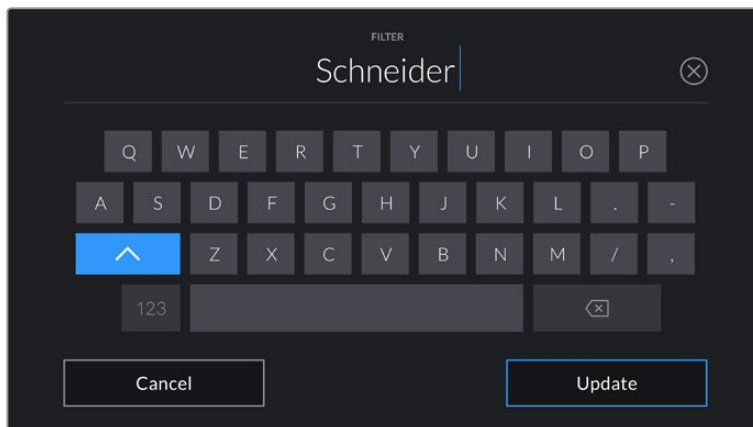 FILTER
Schneider
Q W E R T Y U I O P
A S D F G H J K L . -
Z X C V B N M / ,
123
Cancel Update